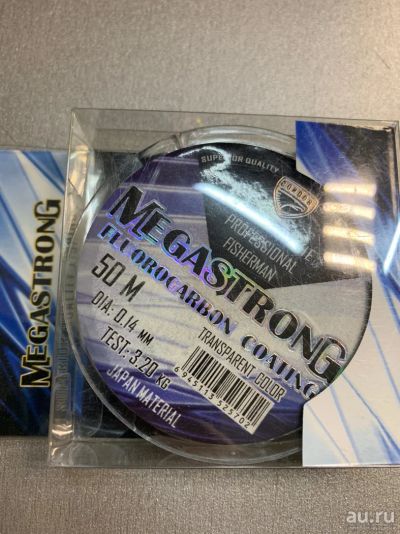 MEGASTRONG
SUPERIOR QUALITY
CONDOR
PROFESSIONAL
FISHERMAN
MEGASTRONG
FLUOROCARBON COATING
50 M
DIA: 0.14 MM
TEST: 3.20 KG
TRANSPARENT COLOR
JAPAN MATERIAL
au.ru